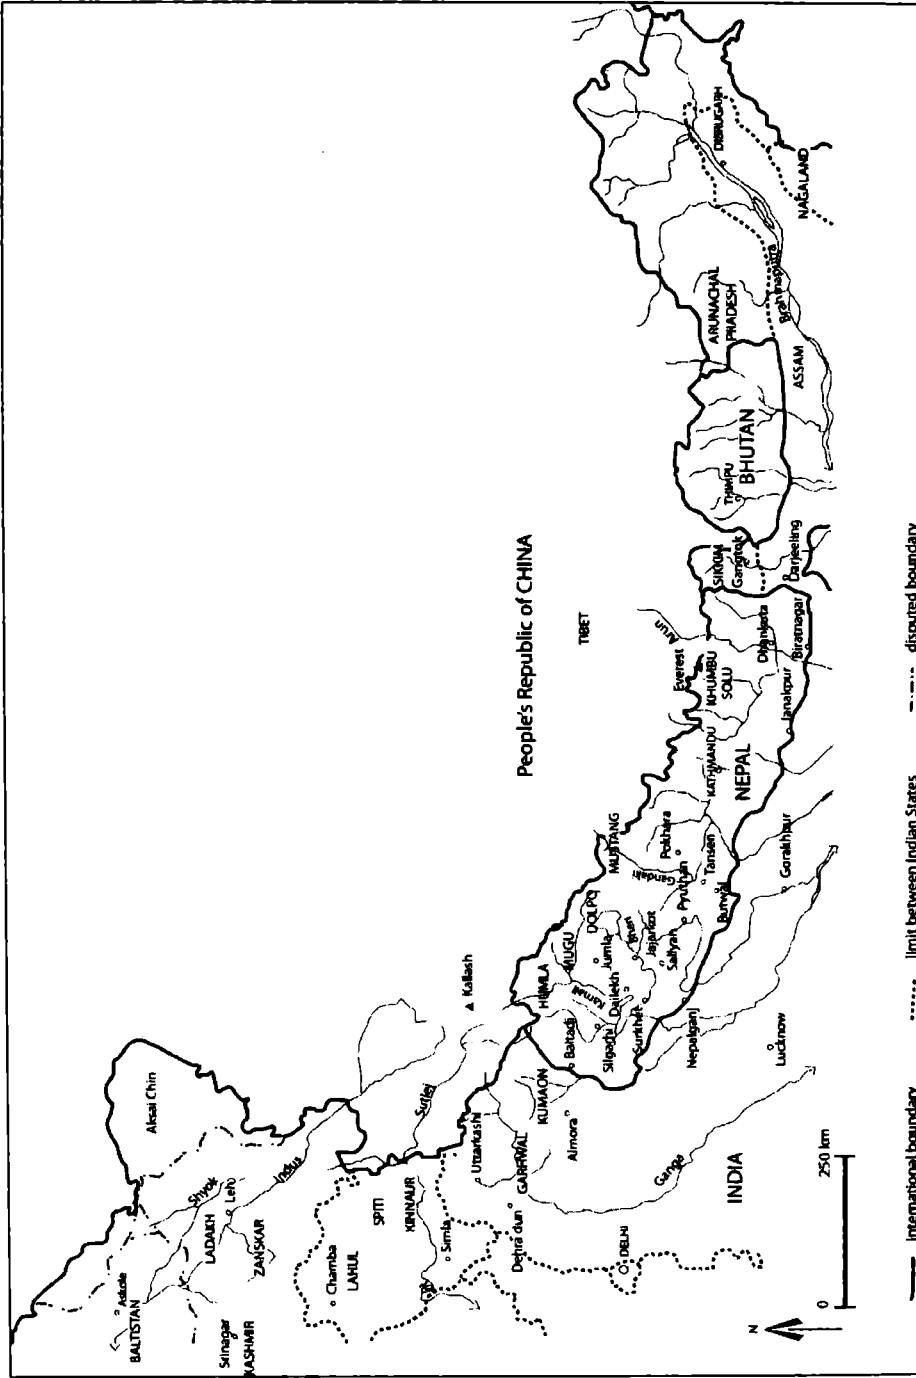 Aksai Chin
Askole
BALTISTAN
Shyok
Leh
LADAKH
Indus
Srinagar
KASHMIR
ZANSKAR
Chamba
LAHUL
SPITI
KINNAUR
Sutlej
Kailash
Simla
Uttarkashi
Dehra dun
GARHWAL
KUMAON
Almora
DELHI
Ganga
INDIA
HUMLA
MUGU
DOLPO
MUSTANG
Baitadi
Karnali
Silgarhi
Dailekh
Jumla
Bheri
Surkhet
Jajarkot
Sallyah
Nepalganj
Lucknow
Pyuthan
Gandaki
Pokhara
Tansen
Butwal
Gorakhpur
People's Republic of CHINA
TIBET
KATHMANDU
NEPAL
Everest
KHUMBU
SOLU
Arun
Janakpur
Dhankuta
Biratnagar
SIKKIM
Gangtok
Darjeeling
THIMPU
BHUTAN
ARUNACHAL
PRADESH
Brahmaputra
ASSAM
DIBRUGARH
NAGALAND
N
0
250 km
international boundary
limit between Indian States
disputed boundary